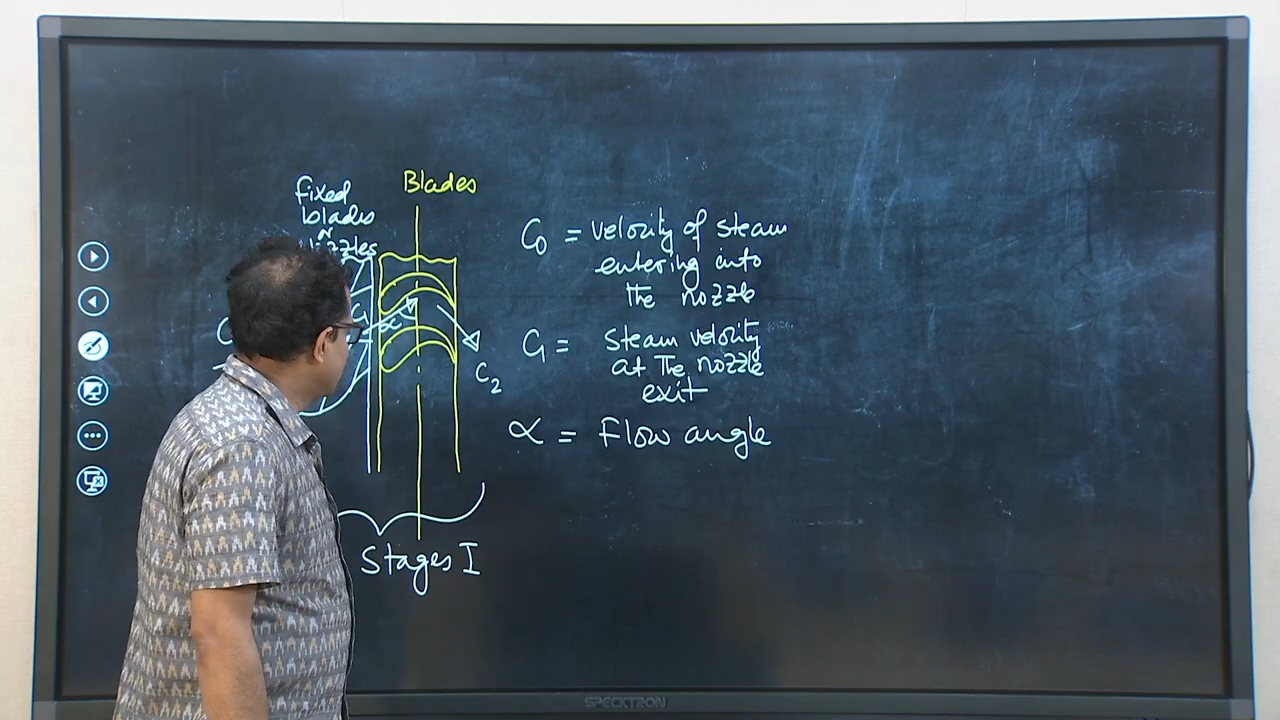 fixed
blades
Blades
C0 = velozity of steam
entering into
the nozzle
C1 = steam velocity
at the nozzle
exit
α = Flow angle
α
C2
Stages I
SPECKTRON